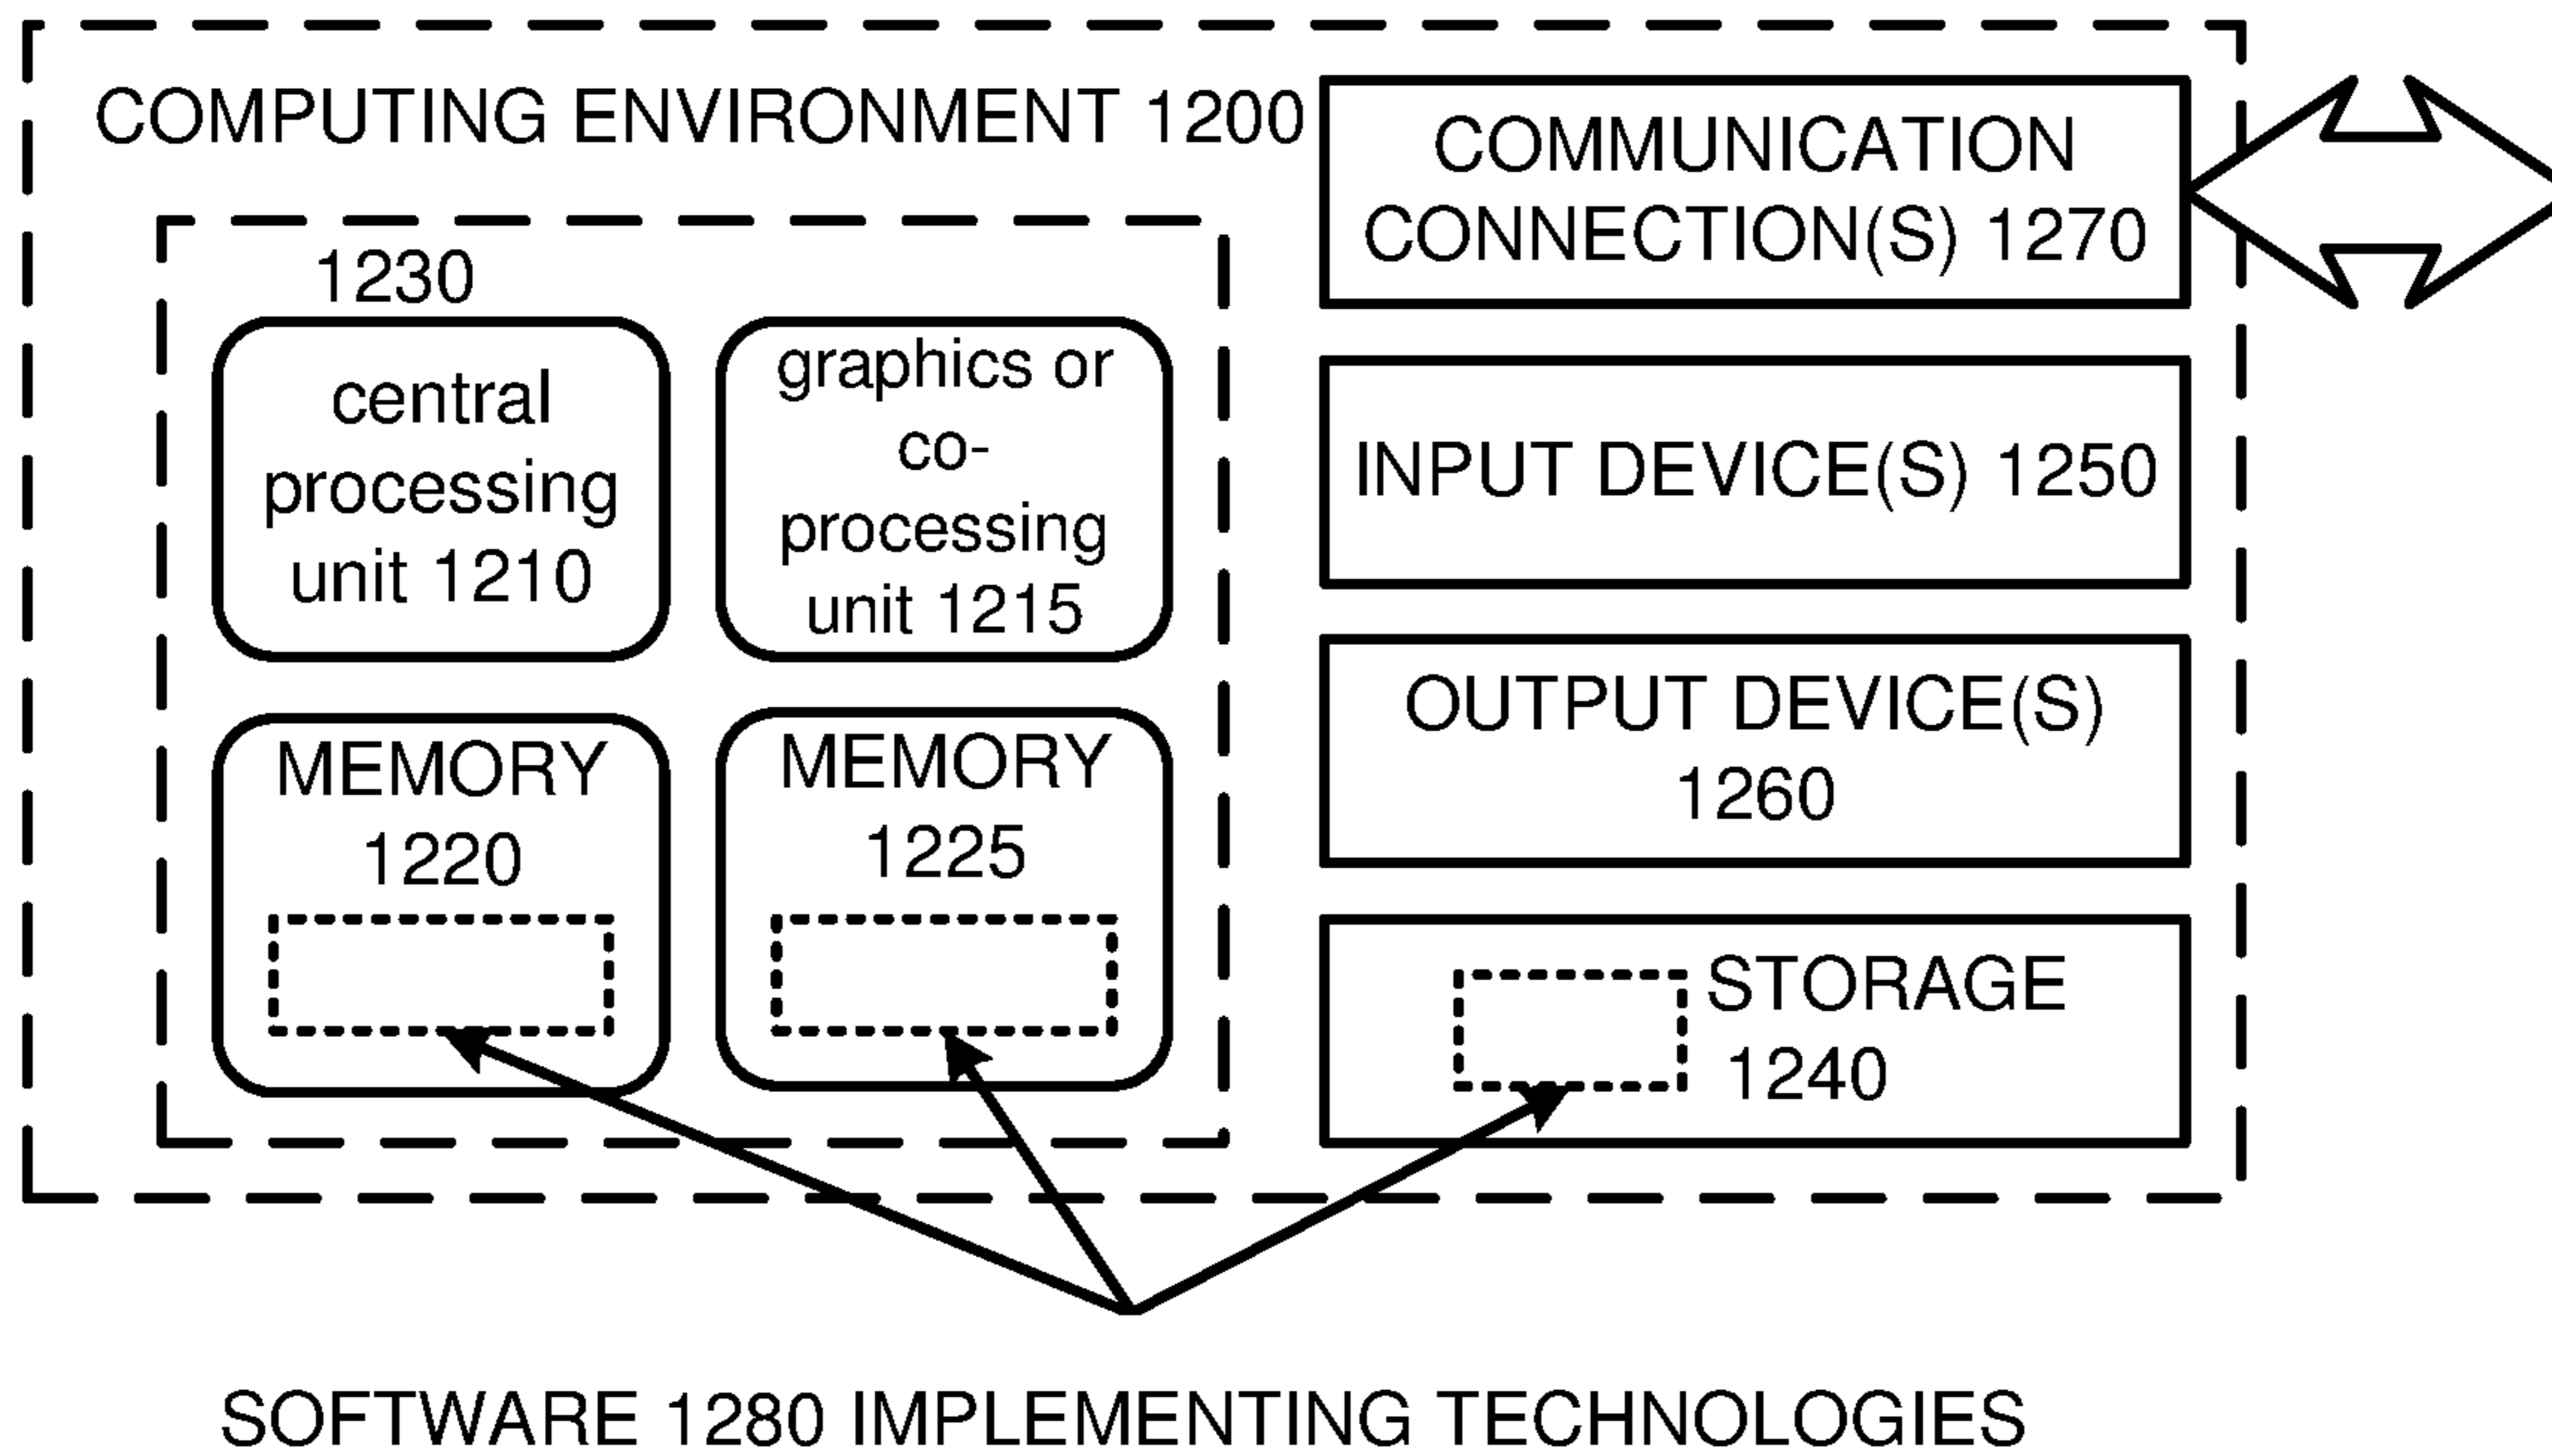 COMPUTING ENVIRONMENT 1200
1230
central
processing
unit 1210
graphics or
co-
processing
unit 1215
MEMORY
1220
MEMORY
1225
COMMUNICATION
CONNECTION(S) 1270
INPUT DEVICE(S) 1250
OUTPUT DEVICE(S)
1260
STORAGE
1240
SOFTWARE 1280 IMPLEMENTING TECHNOLOGIES